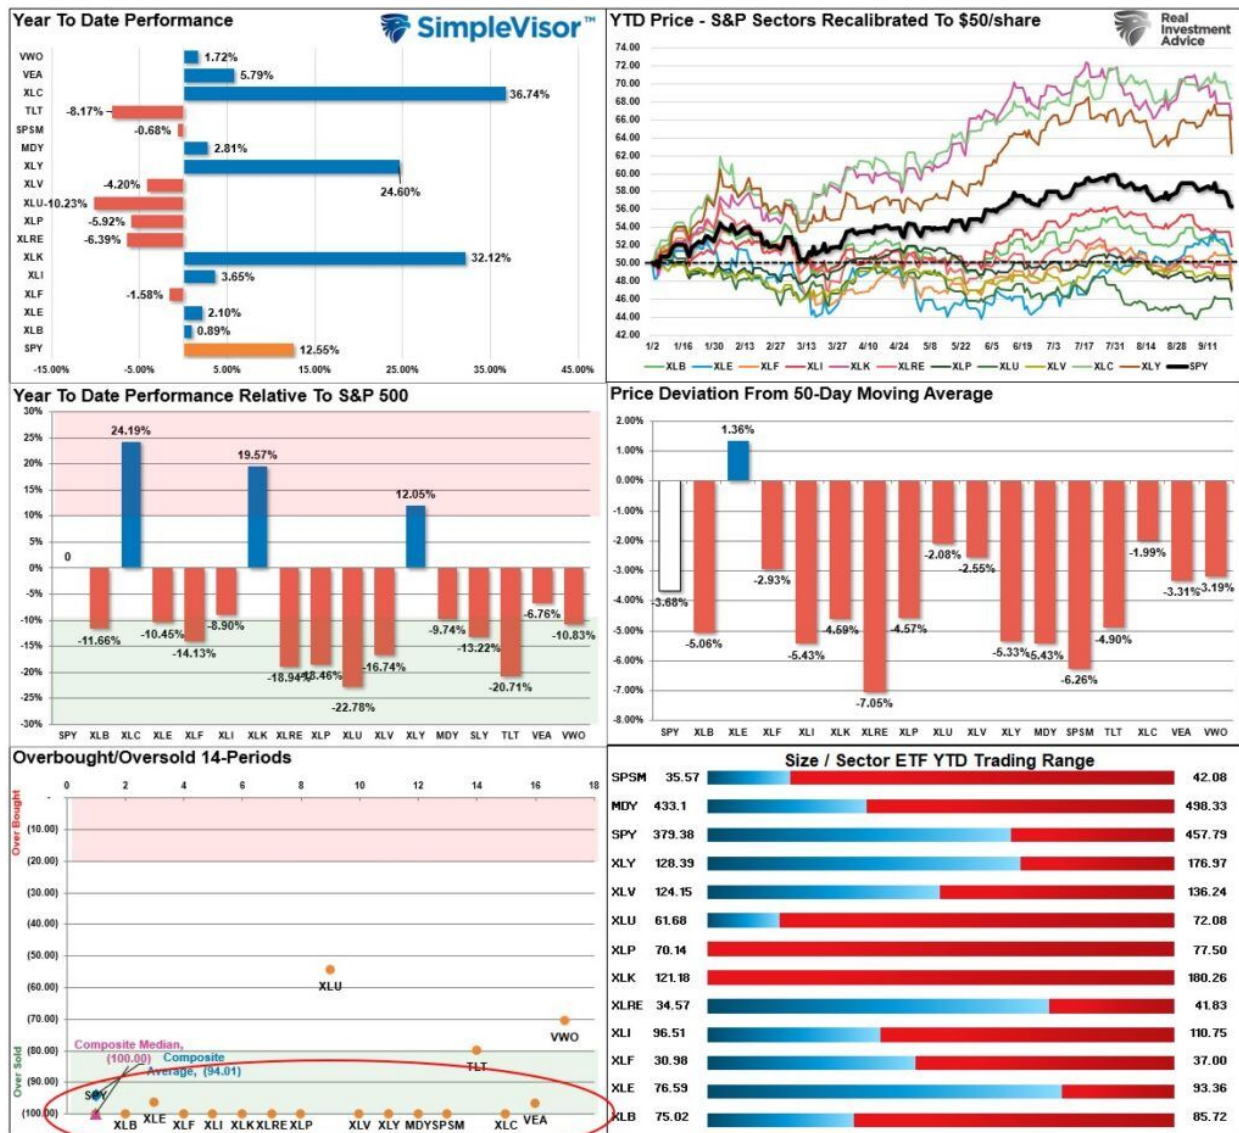 Year To Date Performance
SimpleVisor™
VWO 1.72%
VEA 5.79%
XLC 36.74%
TLT -8.17%
SPSM -0.68%
MDY 2.81%
XLY 24.60%
XLV -4.20%
XLU -10.23%
XLP -5.92%
XLRE -6.39%
XLK 32.12%
XLI 3.65%
XLF -1.58%
XLE 2.10%
XLB 0.89%
SPY 12.55%
-15.00% -5.00% 5.00% 15.00% 25.00% 35.00% 45.00%
YTD Price - S&P Sectors Recalibrated To $50/share
Real
Investment
Advice
74.00
72.00
70.00
68.00
66.00
64.00
62.00
60.00
58.00
56.00
54.00
52.00
50.00
48.00
46.00
44.00
42.00
1/2 1/16 1/30 2/13 2/27 3/13 3/27 4/10 4/24 5/8 5/22 6/5 6/19 7/3 7/17 7/31 8/14 8/28 9/11
XLB XLE XLF XLI XLK XLRE XLP XLU XLV XLC XLY SPY
Year To Date Performance Relative To S&P 500
30%
25%
20%
15%
10%
5%
0%
-5%
-10%
-15%
-20%
-25%
-30%
0 -11.66% 24.19% -10.45% -14.13% -8.90% 19.57% -18.94% -18.46% -22.78% -16.74% 12.05% -9.74% -13.22% -20.71% -6.76% -10.83%
SPY XLB XLC XLE XLF XLI XLK XLRE XLP XLU XLV XLY MDY SLY TLT VEA VWO
Price Deviation From 50-Day Moving Average
2.00%
1.00%
0.00%
-1.00%
-2.00%
-3.00%
-4.00%
-5.00%
-6.00%
-7.00%
-8.00%
-3.68% -5.06% 1.36% -2.93% -5.43% -4.69% -7.05% -4.57% -2.08% -2.55% -5.33% -5.43% -6.26% -4.90% -1.99% -3.31% -3.19%
SPY XLB XLE XLF XLI XLK XLRE XLP XLU XLV XLY MDY SPSM TLT XLC VEA VWO
Overbought/Oversold 14-Periods
0 2 4 6 8 10 12 14 16 18
Over Bought
-
(10.00)
(20.00)
(30.00)
(40.00)
(50.00)
(60.00)
(70.00)
(80.00)
(90.00)
(100.00)
Over Sold
XLU
VWO
TLT
Composite Median,
(100.00)
Composite
Average, (94.01)
SPY
XLB XLE XLF XLI XLK XLRE XLP XLV XLY MDY SPSM XLC VEA
Size / Sector ETF YTD Trading Range
SPSM 35.57 42.08
MDY 433.1 498.33
SPY 379.38 457.79
XLY 128.39 176.97
XLV 124.15 136.24
XLU 61.68 72.08
XLP 70.14 77.50
XLK 121.18 180.26
XLRE 34.57 41.83
XLI 96.51 110.75
XLF 30.98 37.00
XLE 76.59 93.36
XLB 75.02 85.72